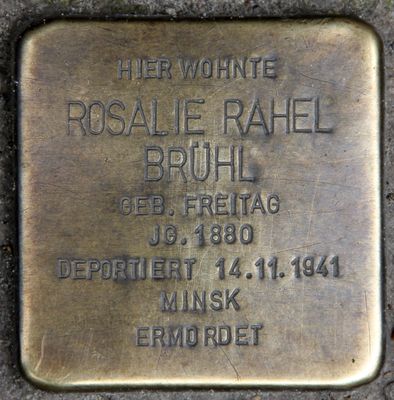 HIER WOHNTE
ROSALIE RAHEL
BRÜHL
GEB. FREITAG
JG. 1880
DEPORTIERT 14.11.1941
MINSK
ERMORDET